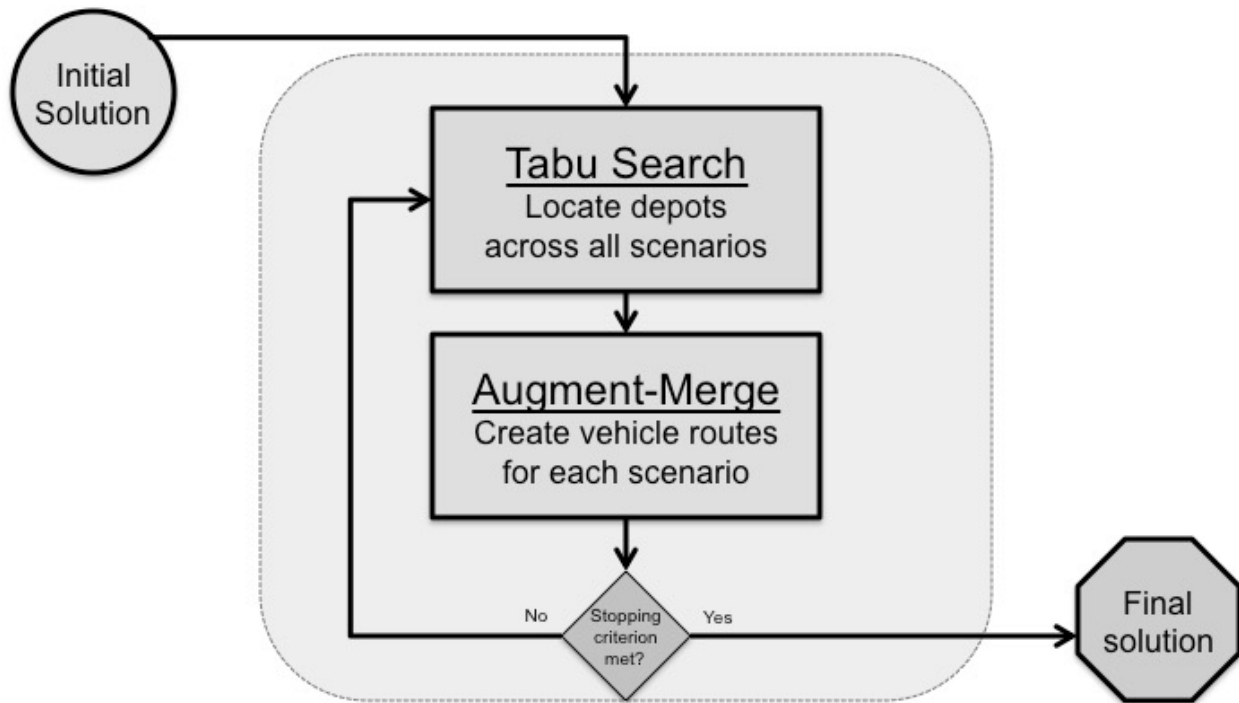 Initial
Solution
Tabu Search
Locate depots
across all scenarios
Augment-Merge
Create vehicle routes
for each scenario
No
Stopping
criterion
met?
Yes
Final
solution